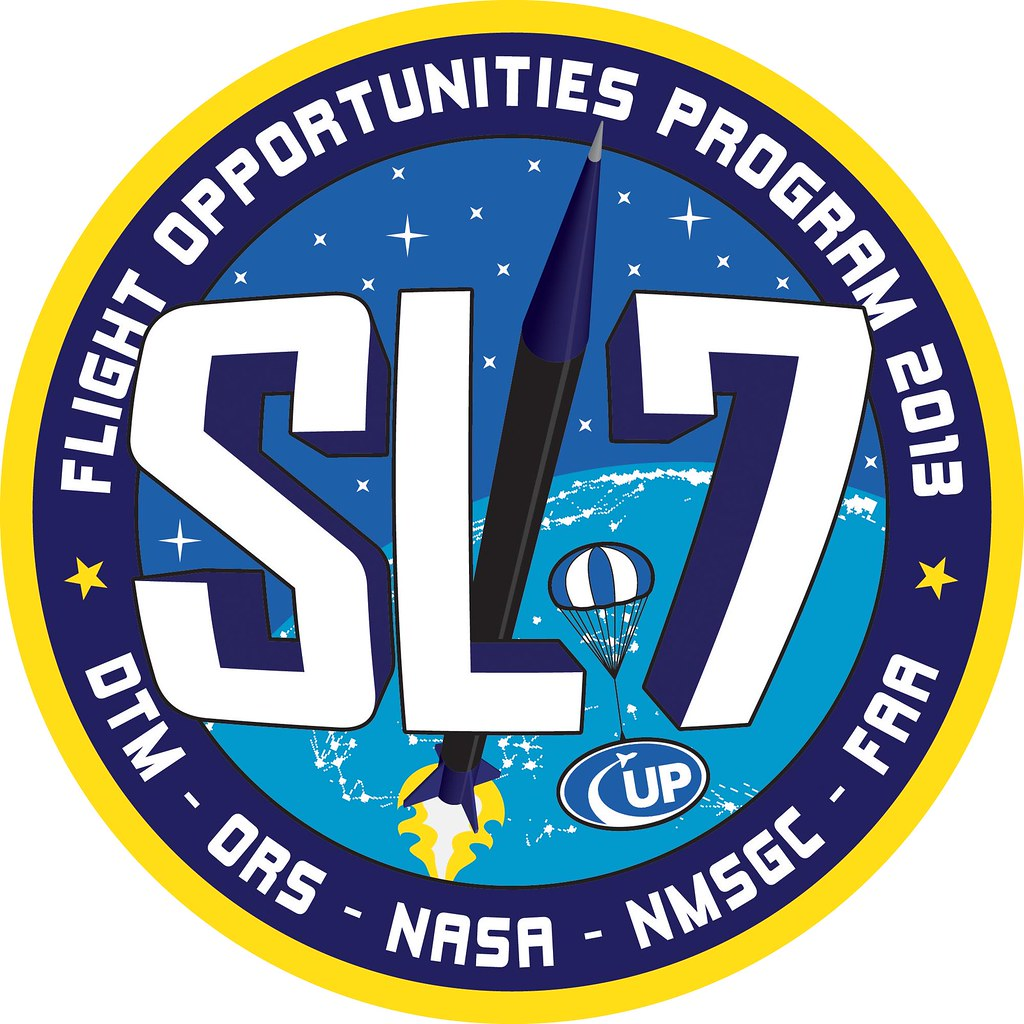 FLIGHT OPPORTUNITIES PROGRAM 2013
SL7
UP
DTM - ORS - NASA - NMSGC - FAA